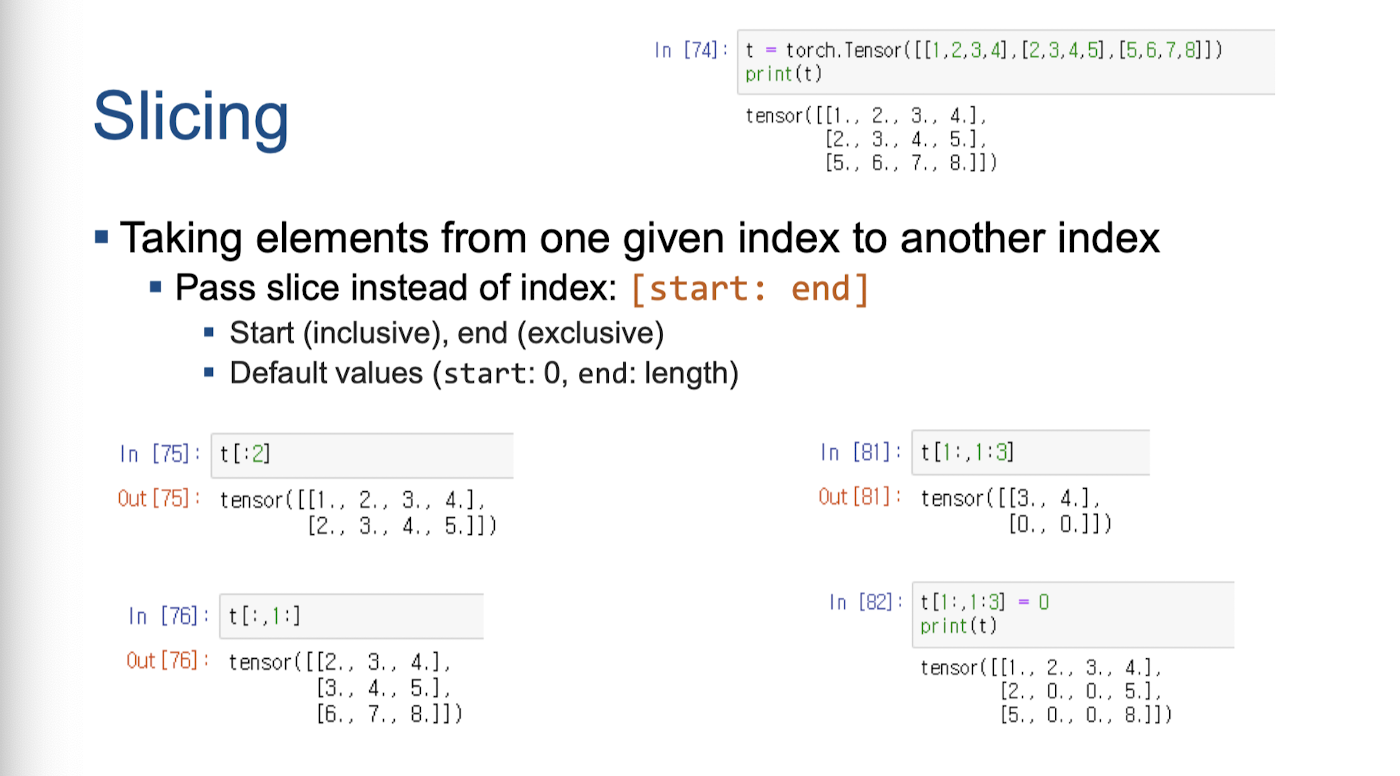 In [74]: t = torch.Tensor([[1,2,3,4],[2,3,4,5],[5,6,7,8]])
print(t)
tensor([[1., 2., 3., 4.],
[2., 3., 4., 5.],
[5., 6., 7., 8.]])
Slicing
▪ Taking elements from one given index to another index
▪ Pass slice instead of index: [start: end]
▪ Start (inclusive), end (exclusive)
▪ Default values (start: 0, end: length)
In [75]: t[:2]
Out[75]: tensor([[1., 2., 3., 4.],
[2., 3., 4., 5.]])
In [76]: t[:,1:]
Out[76]: tensor([[2., 3., 4.],
[3., 4., 5.],
[6., 7., 8.]])
In [81]: t[1:,1:3]
Out[81]: tensor([[3., 4.],
[0., 0.]])
In [82]: t[1:,1:3] = 0
print(t)
tensor([[1., 2., 3., 4.],
[2., 0., 0., 5.],
[5., 0., 0., 8.]])